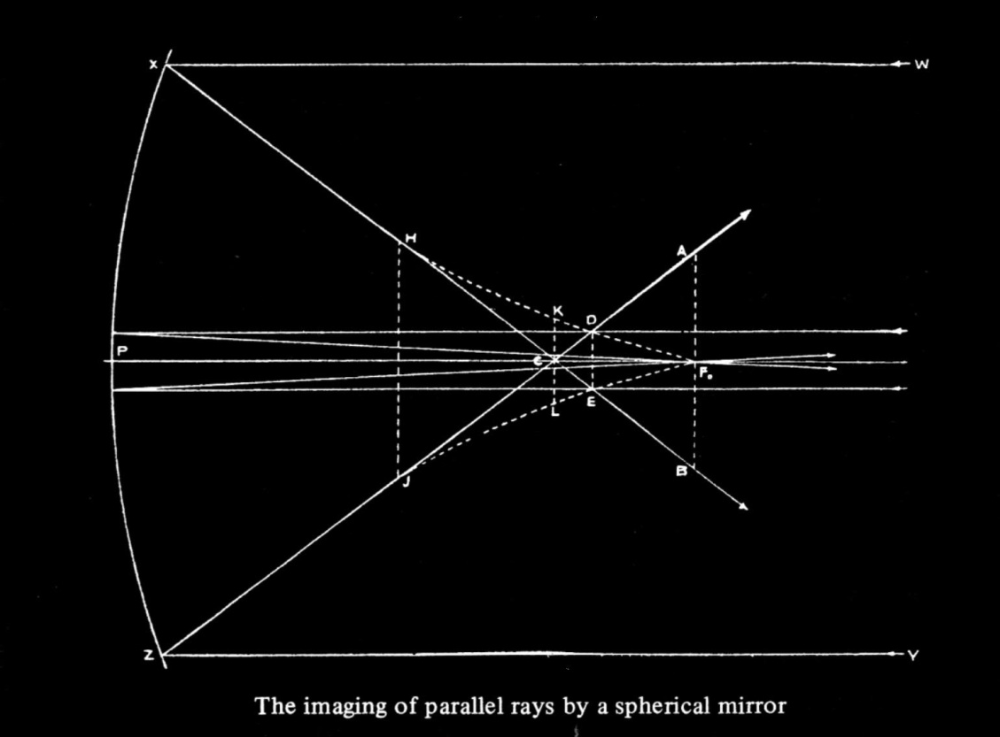 X
W
H
A
K
D
P
C
F.
L
E
B
J
Z
Y
The imaging of parallel rays by a spherical mirror